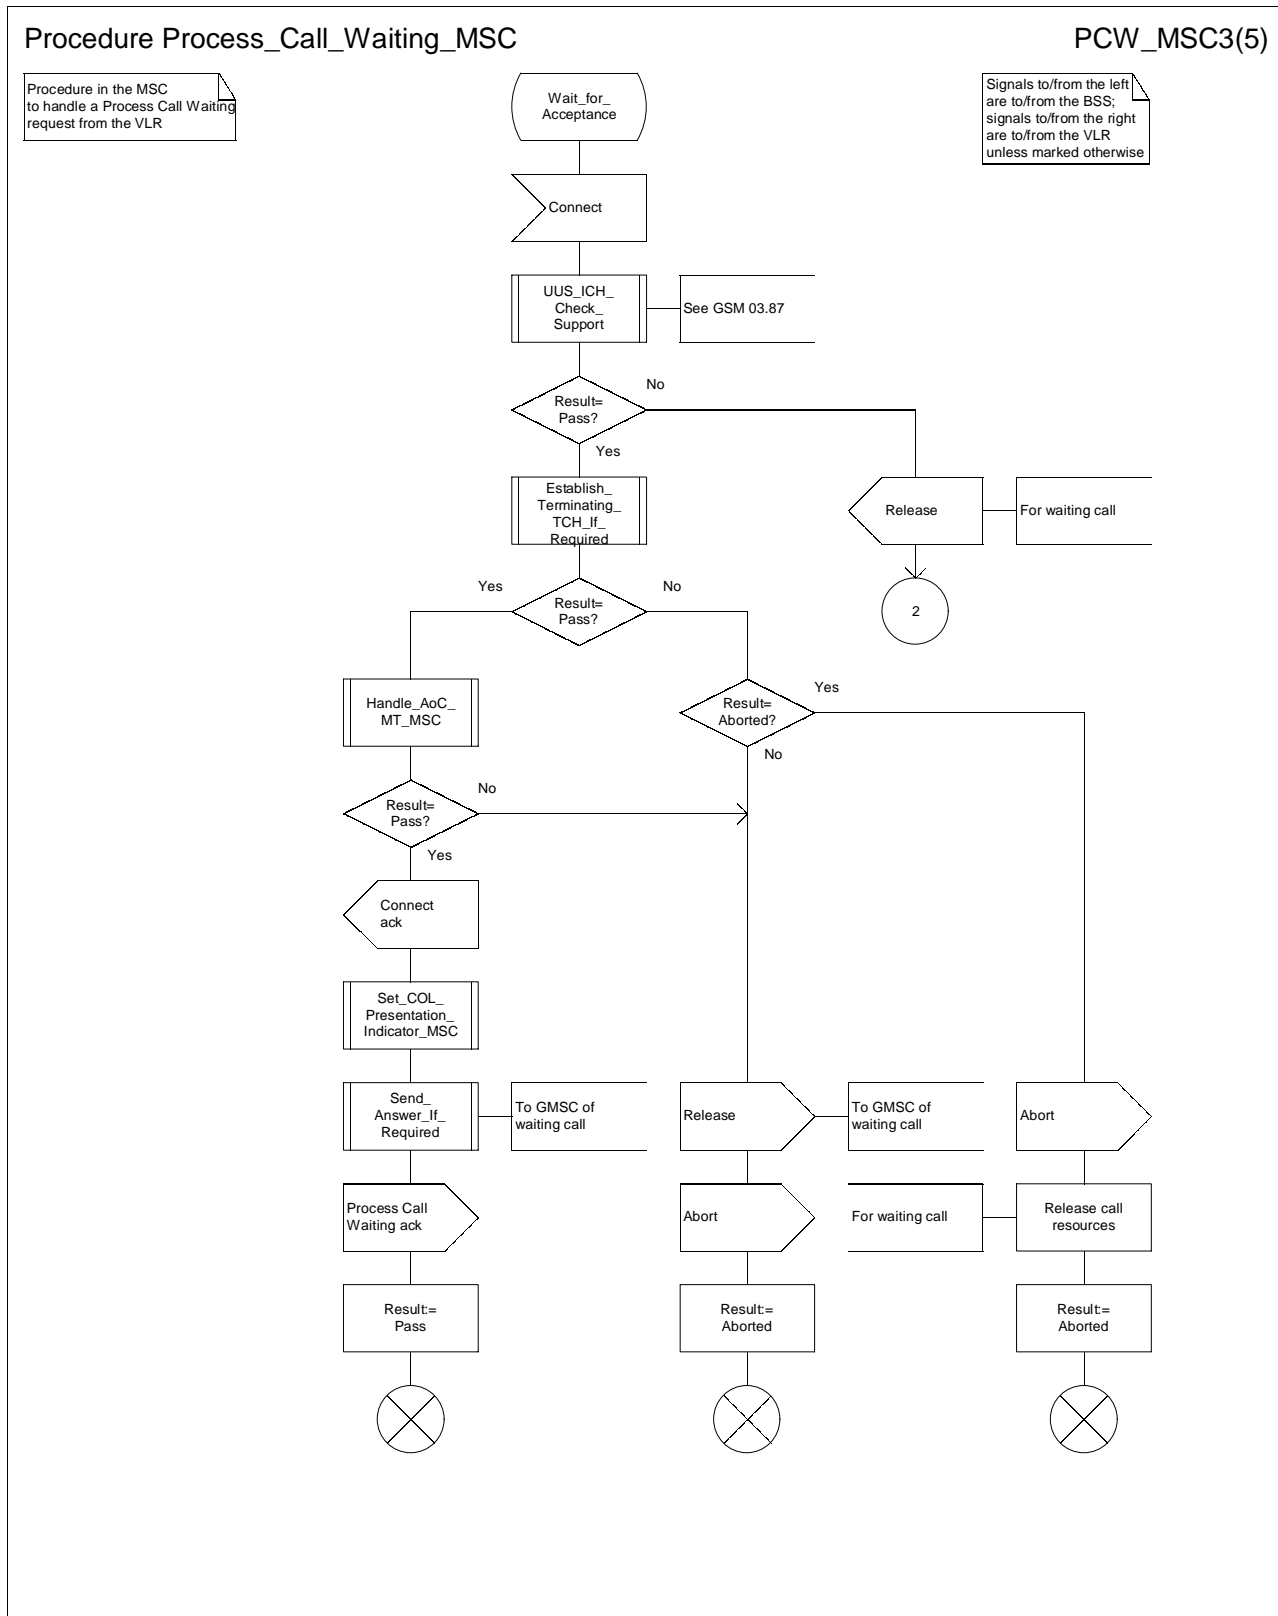 Procedure Process_Call_Waiting_MSC
PCW_MSC3(5)
Procedure in the MSC
to handle a Process Call Waiting
request from the VLR
Wait_for_
Acceptance
Signals to/from the left
are to/from the BSS;
signals to/from the right
are to/from the VLR
unless marked otherwise
Connect
UUS_ICH_
Check_
Support
See GSM 03.87
Result=
Pass?
No
Yes
Establish_
Terminating_
TCH_If_
Required
Release
For waiting call
Yes
Result=
Pass?
No
2
Handle_AoC_
MT_MSC
Result=
Aborted?
Yes
No
Result=
Pass?
No
Yes
Connect
ack
Set_COL_
Presentation_
Indicator_MSC
Send_
Answer_If_
Required
To GMSC of
waiting call
Release
To GMSC of
waiting call
Abort
Process Call
Waiting ack
Abort
For waiting call
Release call
resources
Result:=
Pass
Result:=
Aborted
Result:=
Aborted